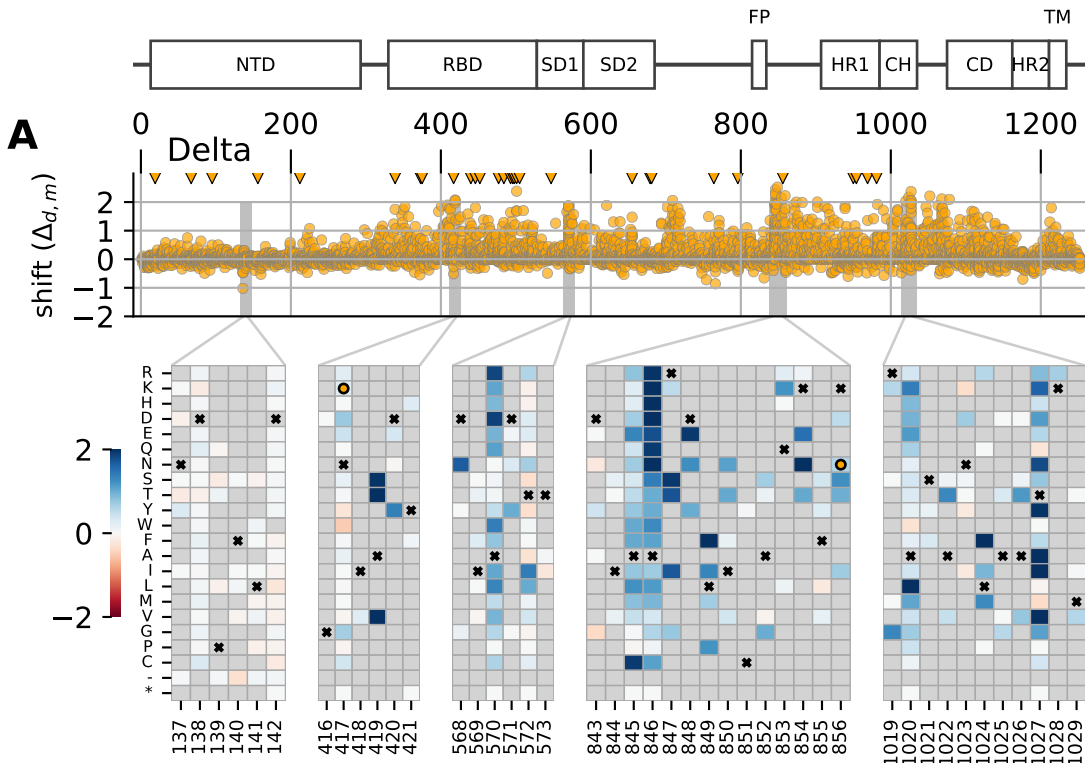 FP TM
NTD RBD SD1 SD2 HR1 CH CD HR2
A
0 200 400 600 800 1000 1200
Delta
shift (Δd,m)
2
1
0
−1
−2
R
K
H
D
E
Q
N
S
T
Y
W
F
A
I
L
M
V
G
P
C
-
*
2
0
−2
137 138 139 140 141 142 416 417 418 419 420 421 568 569 570 571 572 573 843 844 845 846 847 848 849 850 851 852 853 854 855 856 1019 1020 1021 1022 1023 1024 1025 1026 1027 1028 1029